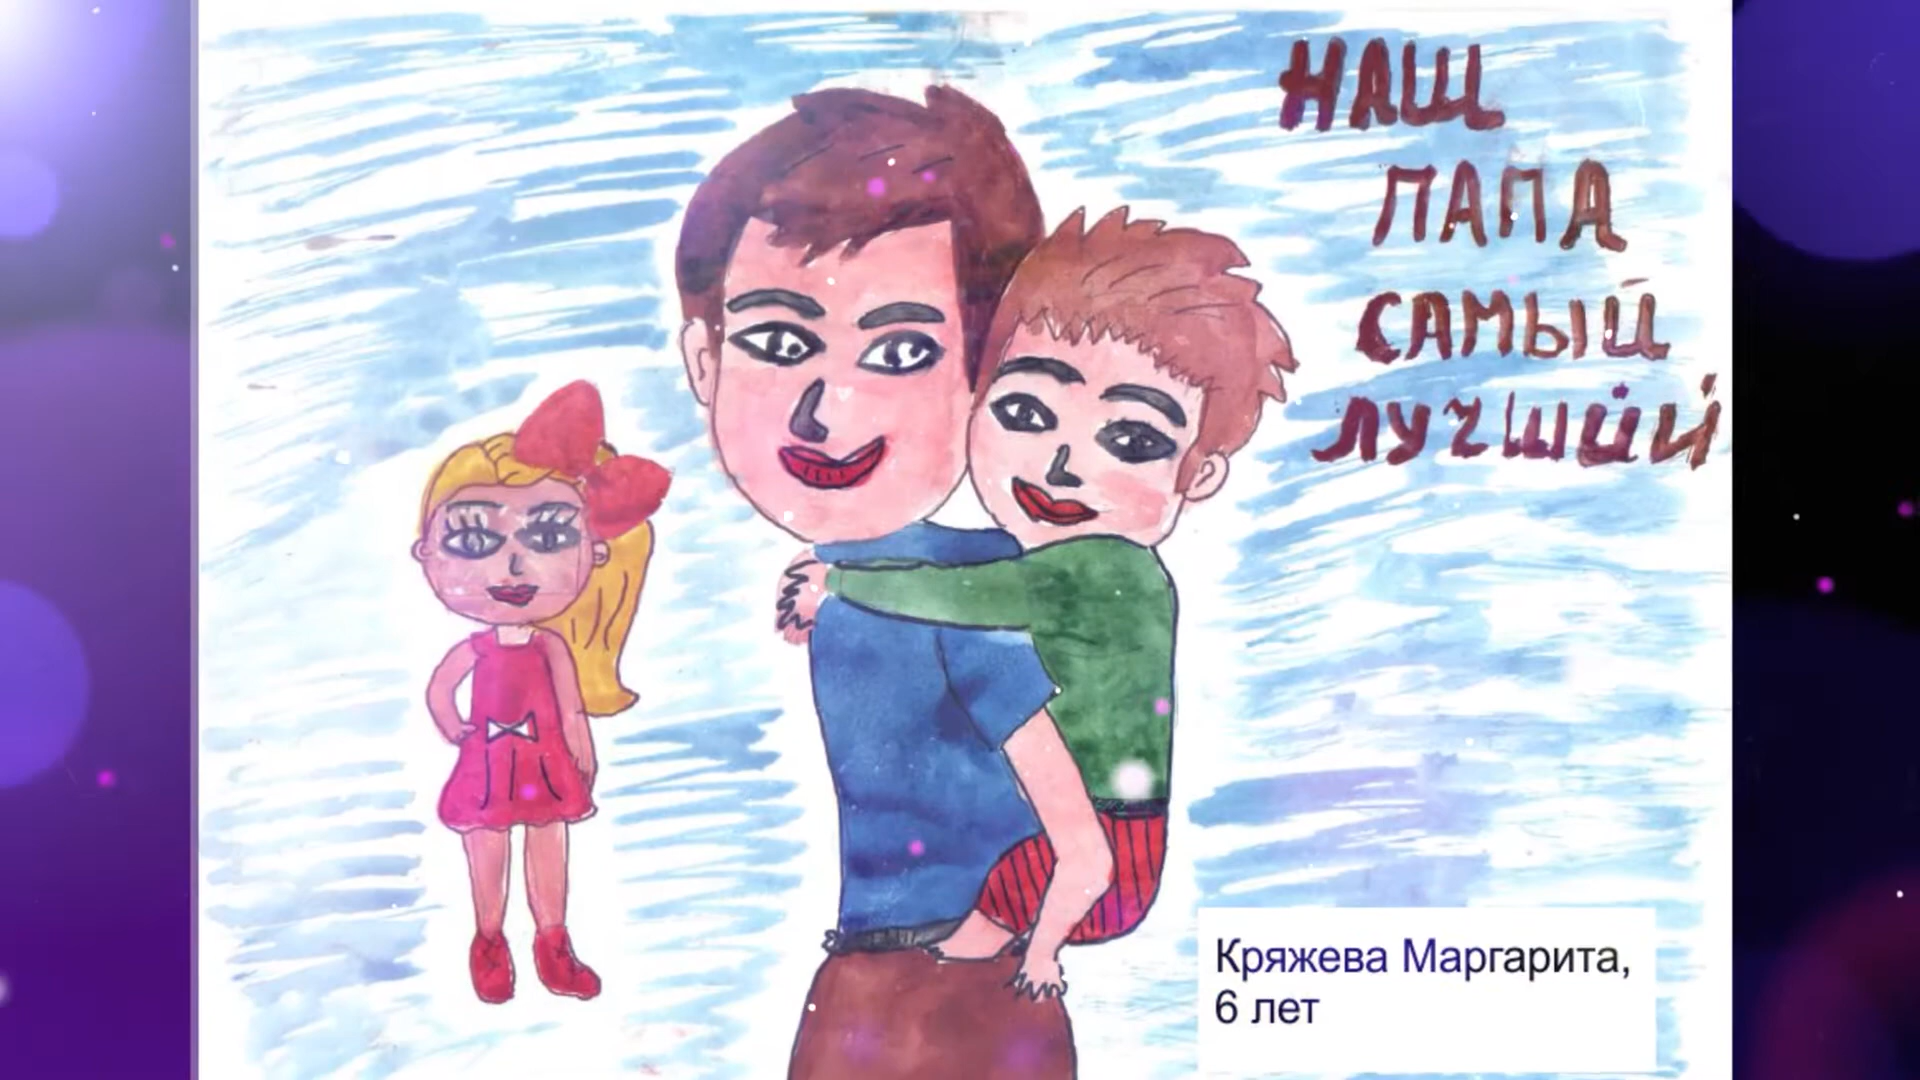 НАШ
ПАПА
САМЫЙ
ЛУЧШИЙ
Кряжева Маргарита,
6 лет